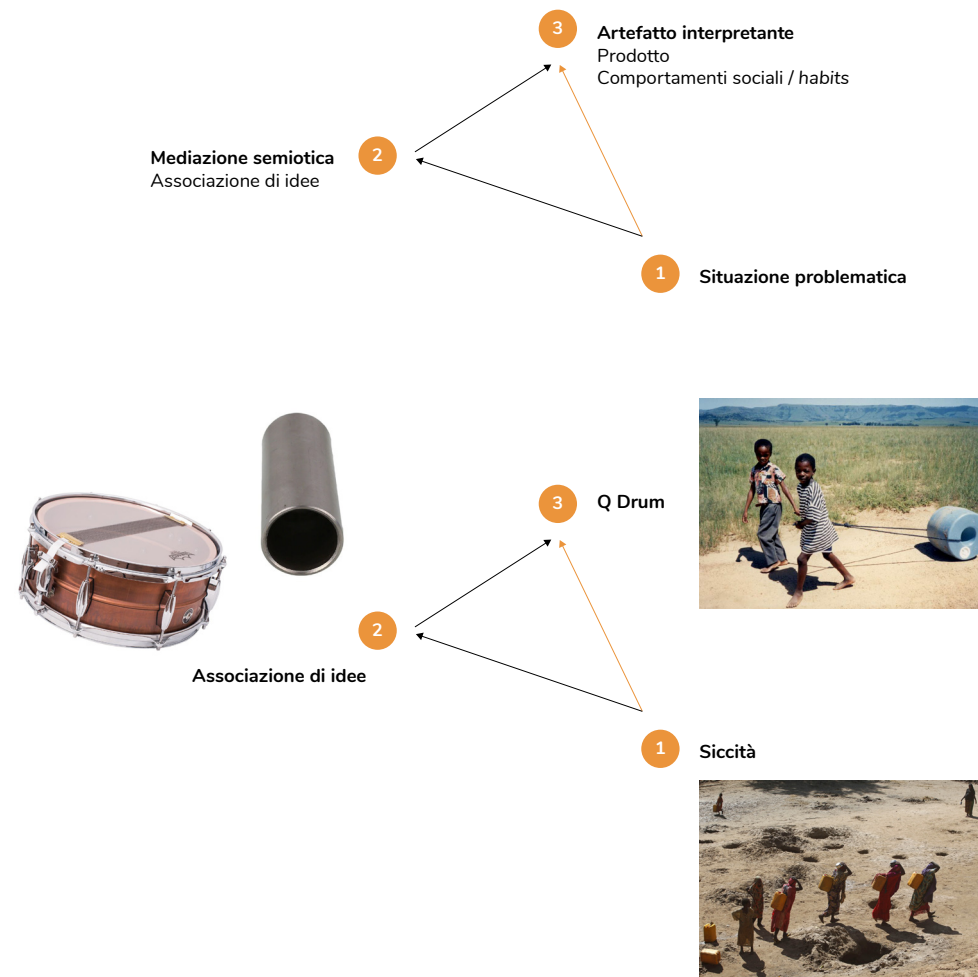 3
Artefatto interpretante
Prodotto
Comportamenti sociali / habits
2
Mediazione semiotica
Associazione di idee
1
Situazione problematica
3
Q Drum
2
Associazione di idee
1
Siccità